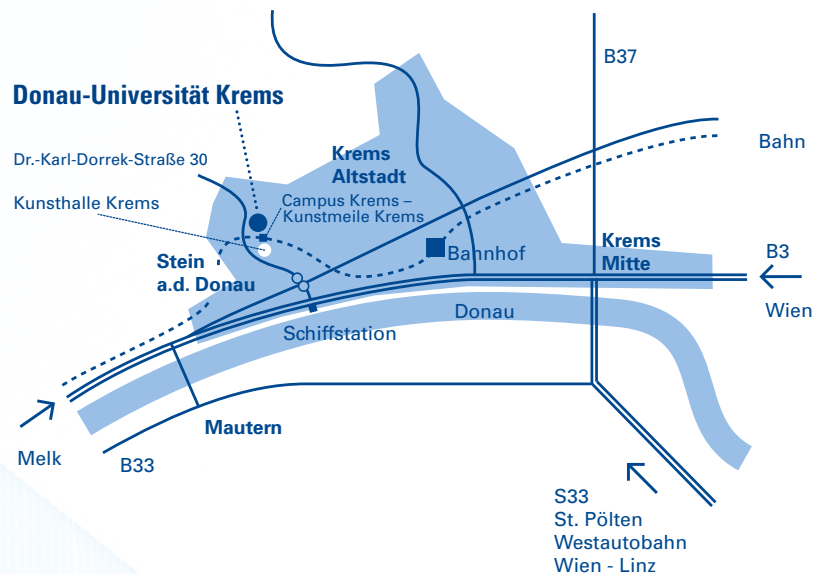 B37
Donau-Universität Krems
Bahn
Dr.-Karl-Dorrek-Straße 30
Krems
Altstadt
Kunsthalle Krems
Campus Krems –
Kunstmeile Krems
Stein
a.d. Donau
Bahnhof
Krems
Mitte
B3
Wien
Donau
Schiffstation
Mautern
Melk
B33
S33
St. Pölten
Westautobahn
Wien - Linz